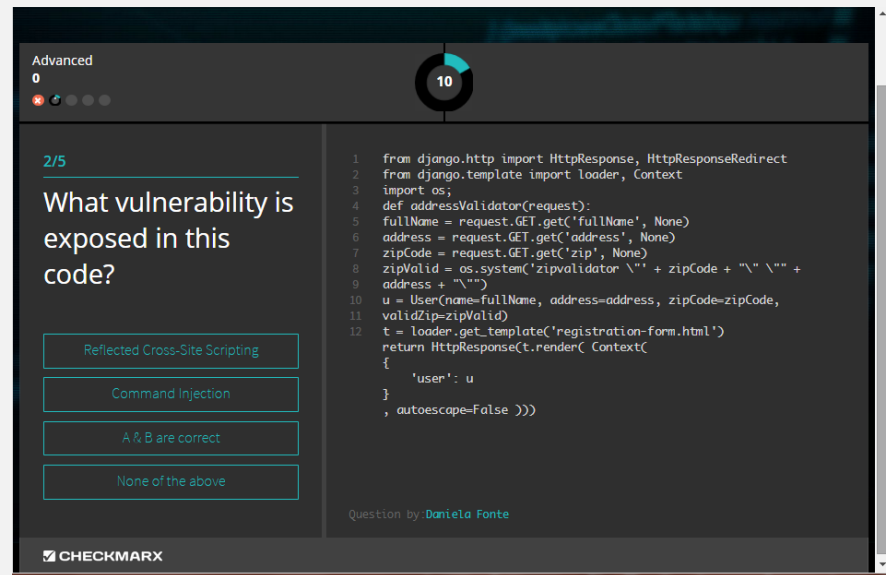 Advanced
0
10
2/5
What vulnerability is
exposed in this
code?
Reflected Cross-Site Scripting
Command Injection
A & B are correct
None of the above
1 from django.http import HttpResponse, HttpResponseRedirect
2 from django.template import loader, Context
3 import os;
4 def addressValidator(request):
5 fullName = request.GET.get('fullName', None)
6 address = request.GET.get('address', None)
7 zipCode = request.GET.get('zip', None)
8 zipValid = os.system('zipvalidator \"' + zipCode + "\" \"" +
9 address + "\"")
10 u = User(name=fullName, address=address, zipCode=zipCode,
11 validZip=zipValid)
12 t = loader.get_template('registration-form.html')
return HttpResponse(t.render( Context(
{
'user': u
}
, autoescape=False )))
Question by:Daniela Fonte
CHECKMARX